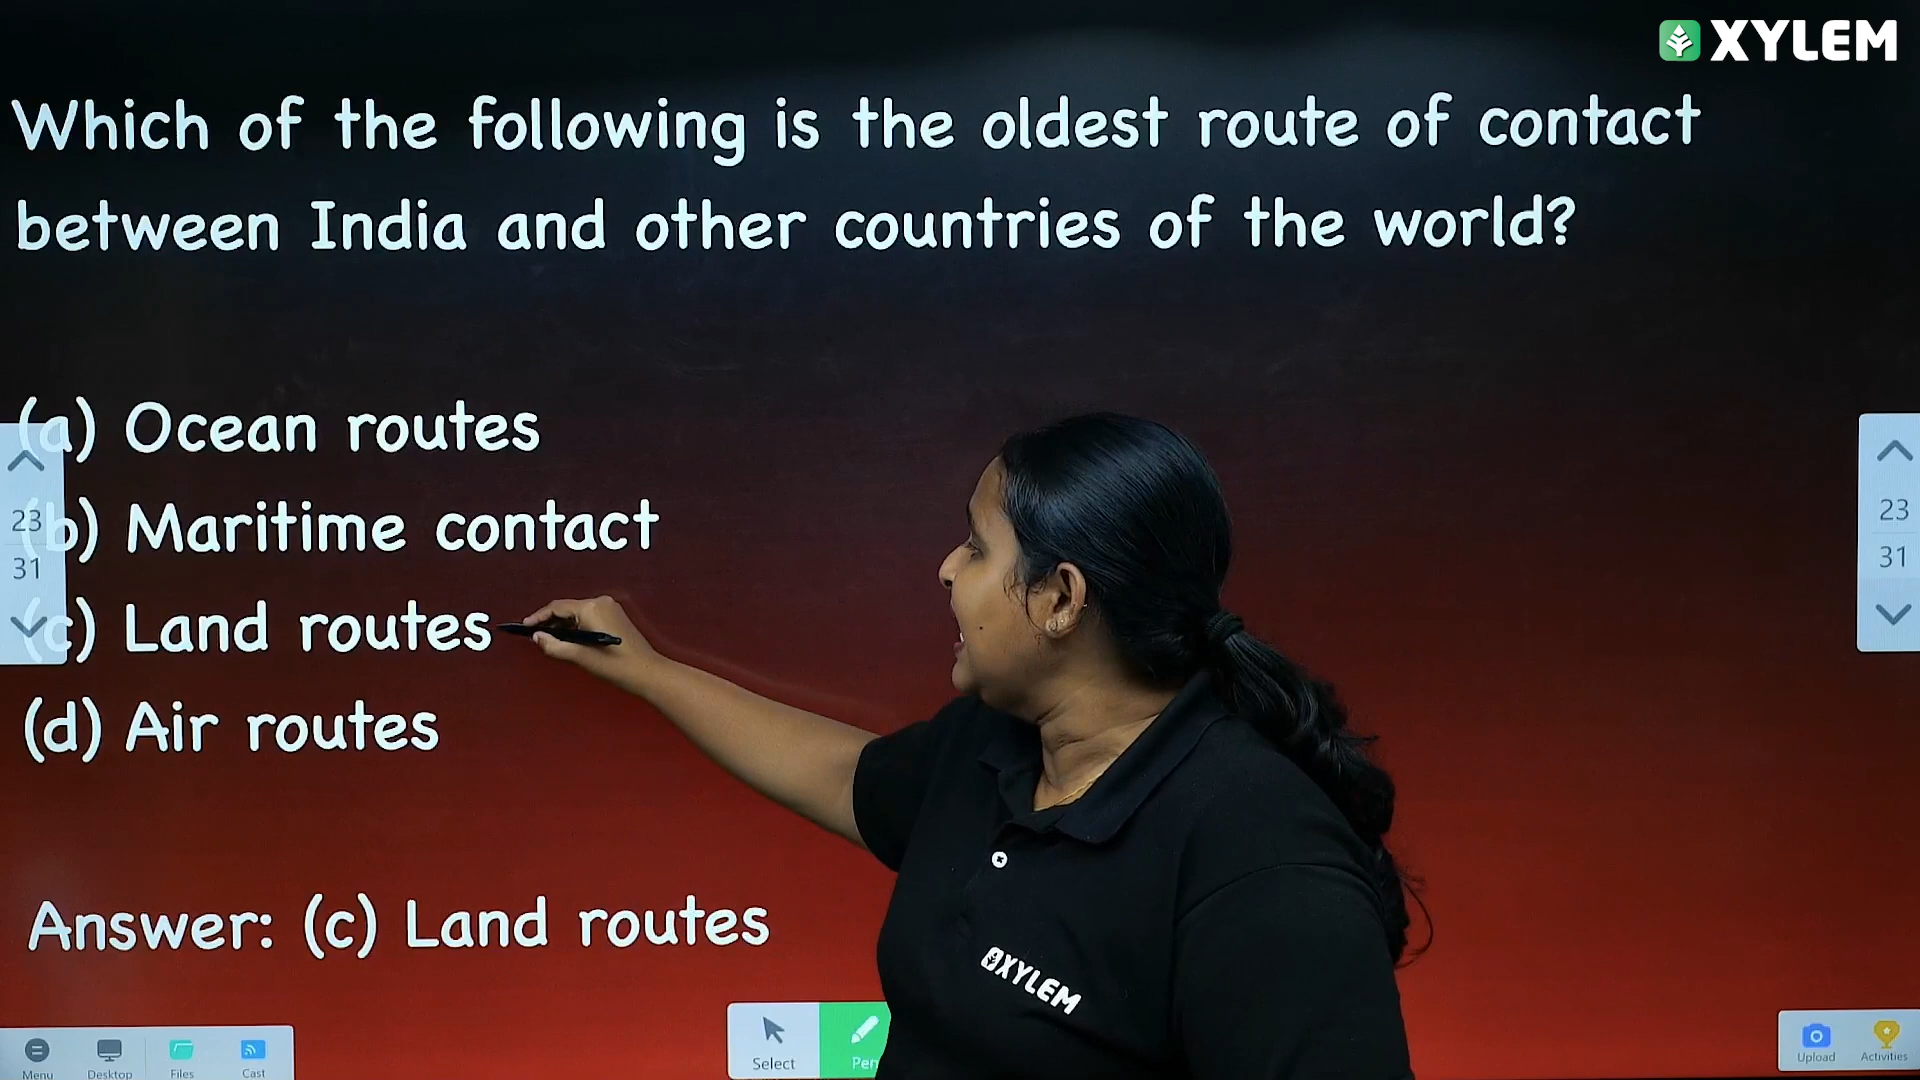 XYLEM
Which of the following is the oldest route of contact
between India and other countries of the world?
(a) Ocean routes
(b) Maritime contact
(c) Land routes
(d) Air routes
23
31
23
31
Answer: (c) Land routes
XYLEM
Menu
Desktop
Files
Cast
Select
Pen
Upload
Activities